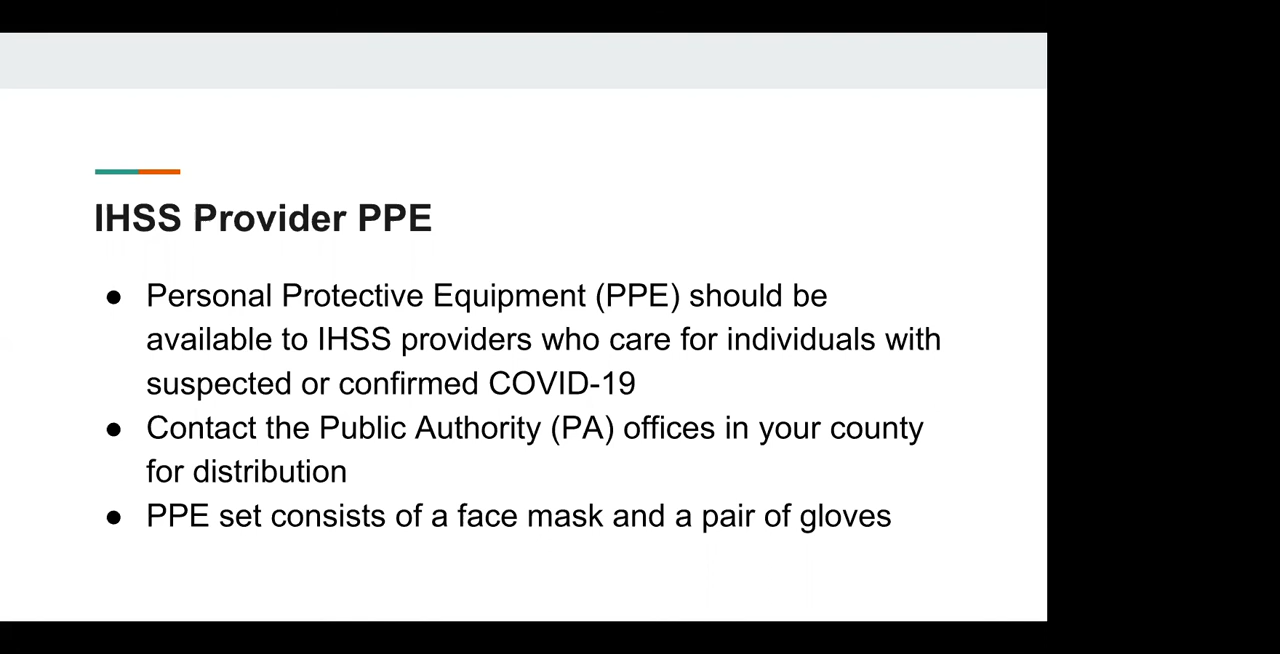 IHSS Provider PPE
● Personal Protective Equipment (PPE) should be
available to IHSS providers who care for individuals with
suspected or confirmed COVID-19
● Contact the Public Authority (PA) offices in your county
for distribution
● PPE set consists of a face mask and a pair of gloves